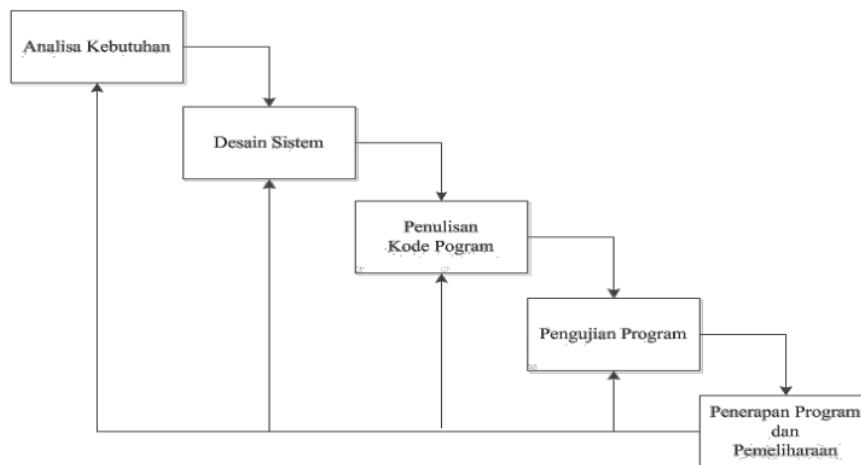 Analisa Kebutuhan
Desain Sistem
Penulisan
Kode Pogram
Pengujian Program
Penerapan Program
dan
Pemeliharaan